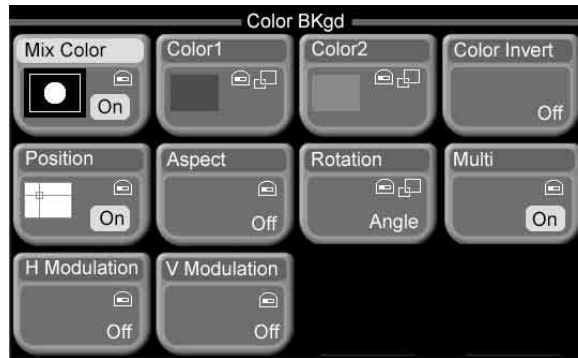 Color BKgd
Mix Color
On
Color1
Color2
Color Invert
Off
Position
On
Aspect
Off
Rotation
Angle
Multi
On
H Modulation
Off
V Modulation
Off